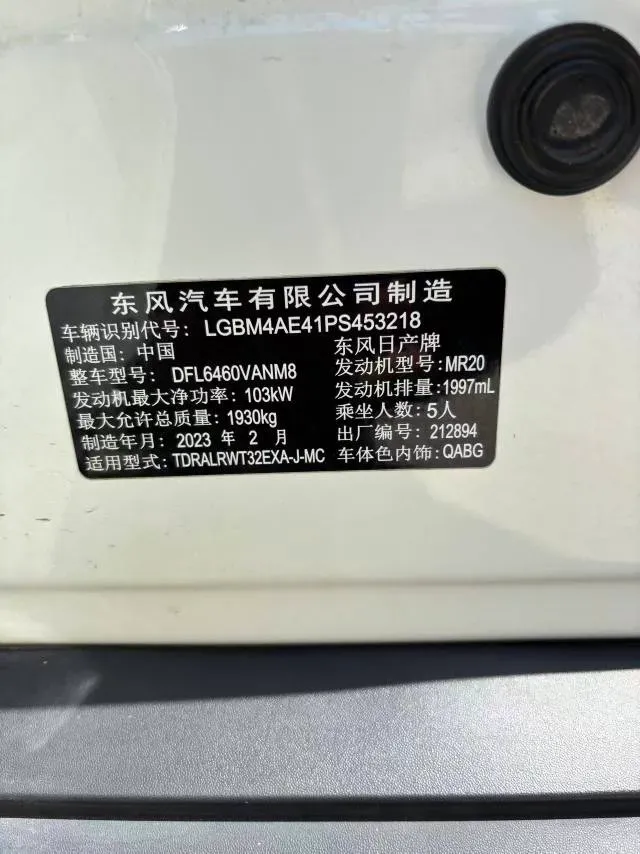 东风汽车有限公司制造
车辆识别代号: LGBM4AE41PS453218
制造国: 中国 东风日产牌
整车型号: DFL6460VANM8 发动机型号: MR20
发动机最大净功率: 103kW 发动机排量: 1997mL
最大允许总质量: 1930kg 乘坐人数: 5人
制造年月: 2023 年 2 月 出厂编号: 212894
适用型式: TDRALRWT32EXA-J-MC 车体色内饰: QABG